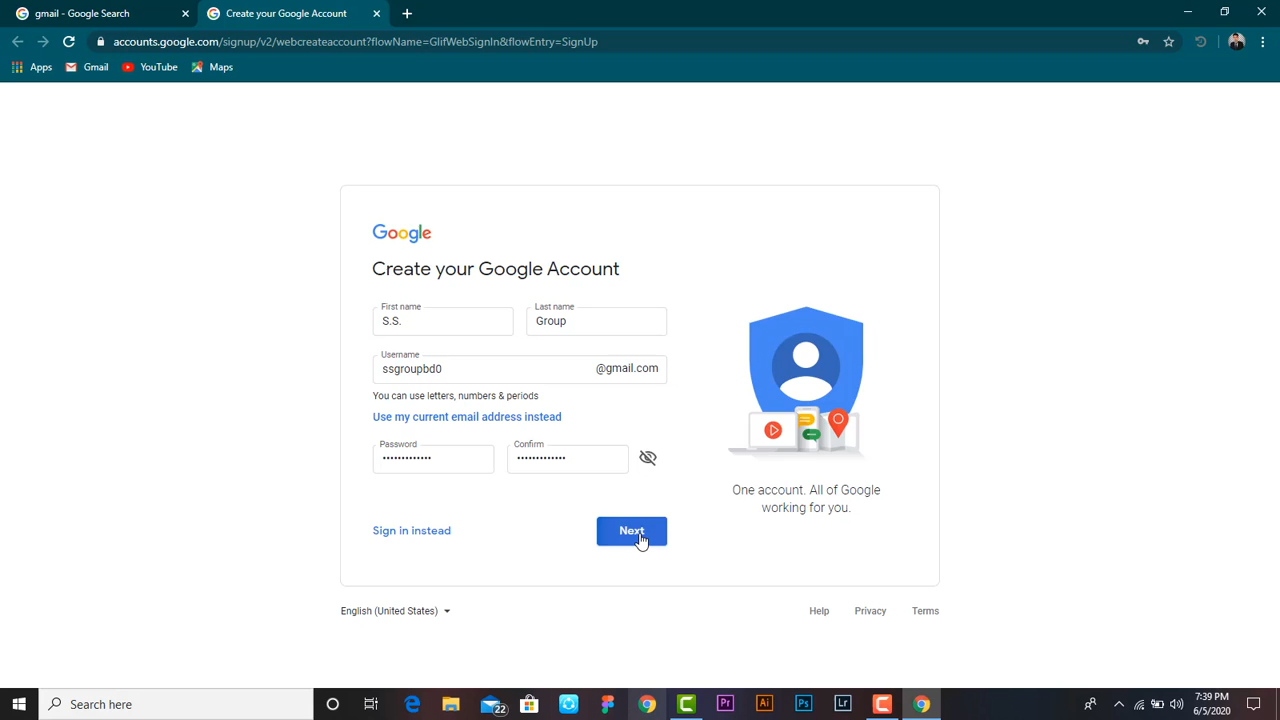 gmail - Google Search
Create your Google Account
accounts.google.com/signup/v2/webcreateaccount?flowName=GlifWebSignIn&flowEntry=SignUp
Apps Gmail YouTube Maps
Google
Create your Google Account
First name Last name
S.S. Group
Username
ssgroupbd0 @gmail.com
You can use letters, numbers & periods
Use my current email address instead
Password Confirm
••••••••••••• •••••••••••••
One account. All of Google
working for you.
Sign in instead Next
English (United States) Help Privacy Terms
Search here
22
Pr Ai Ps Lr
7:39 PM
6/5/2020